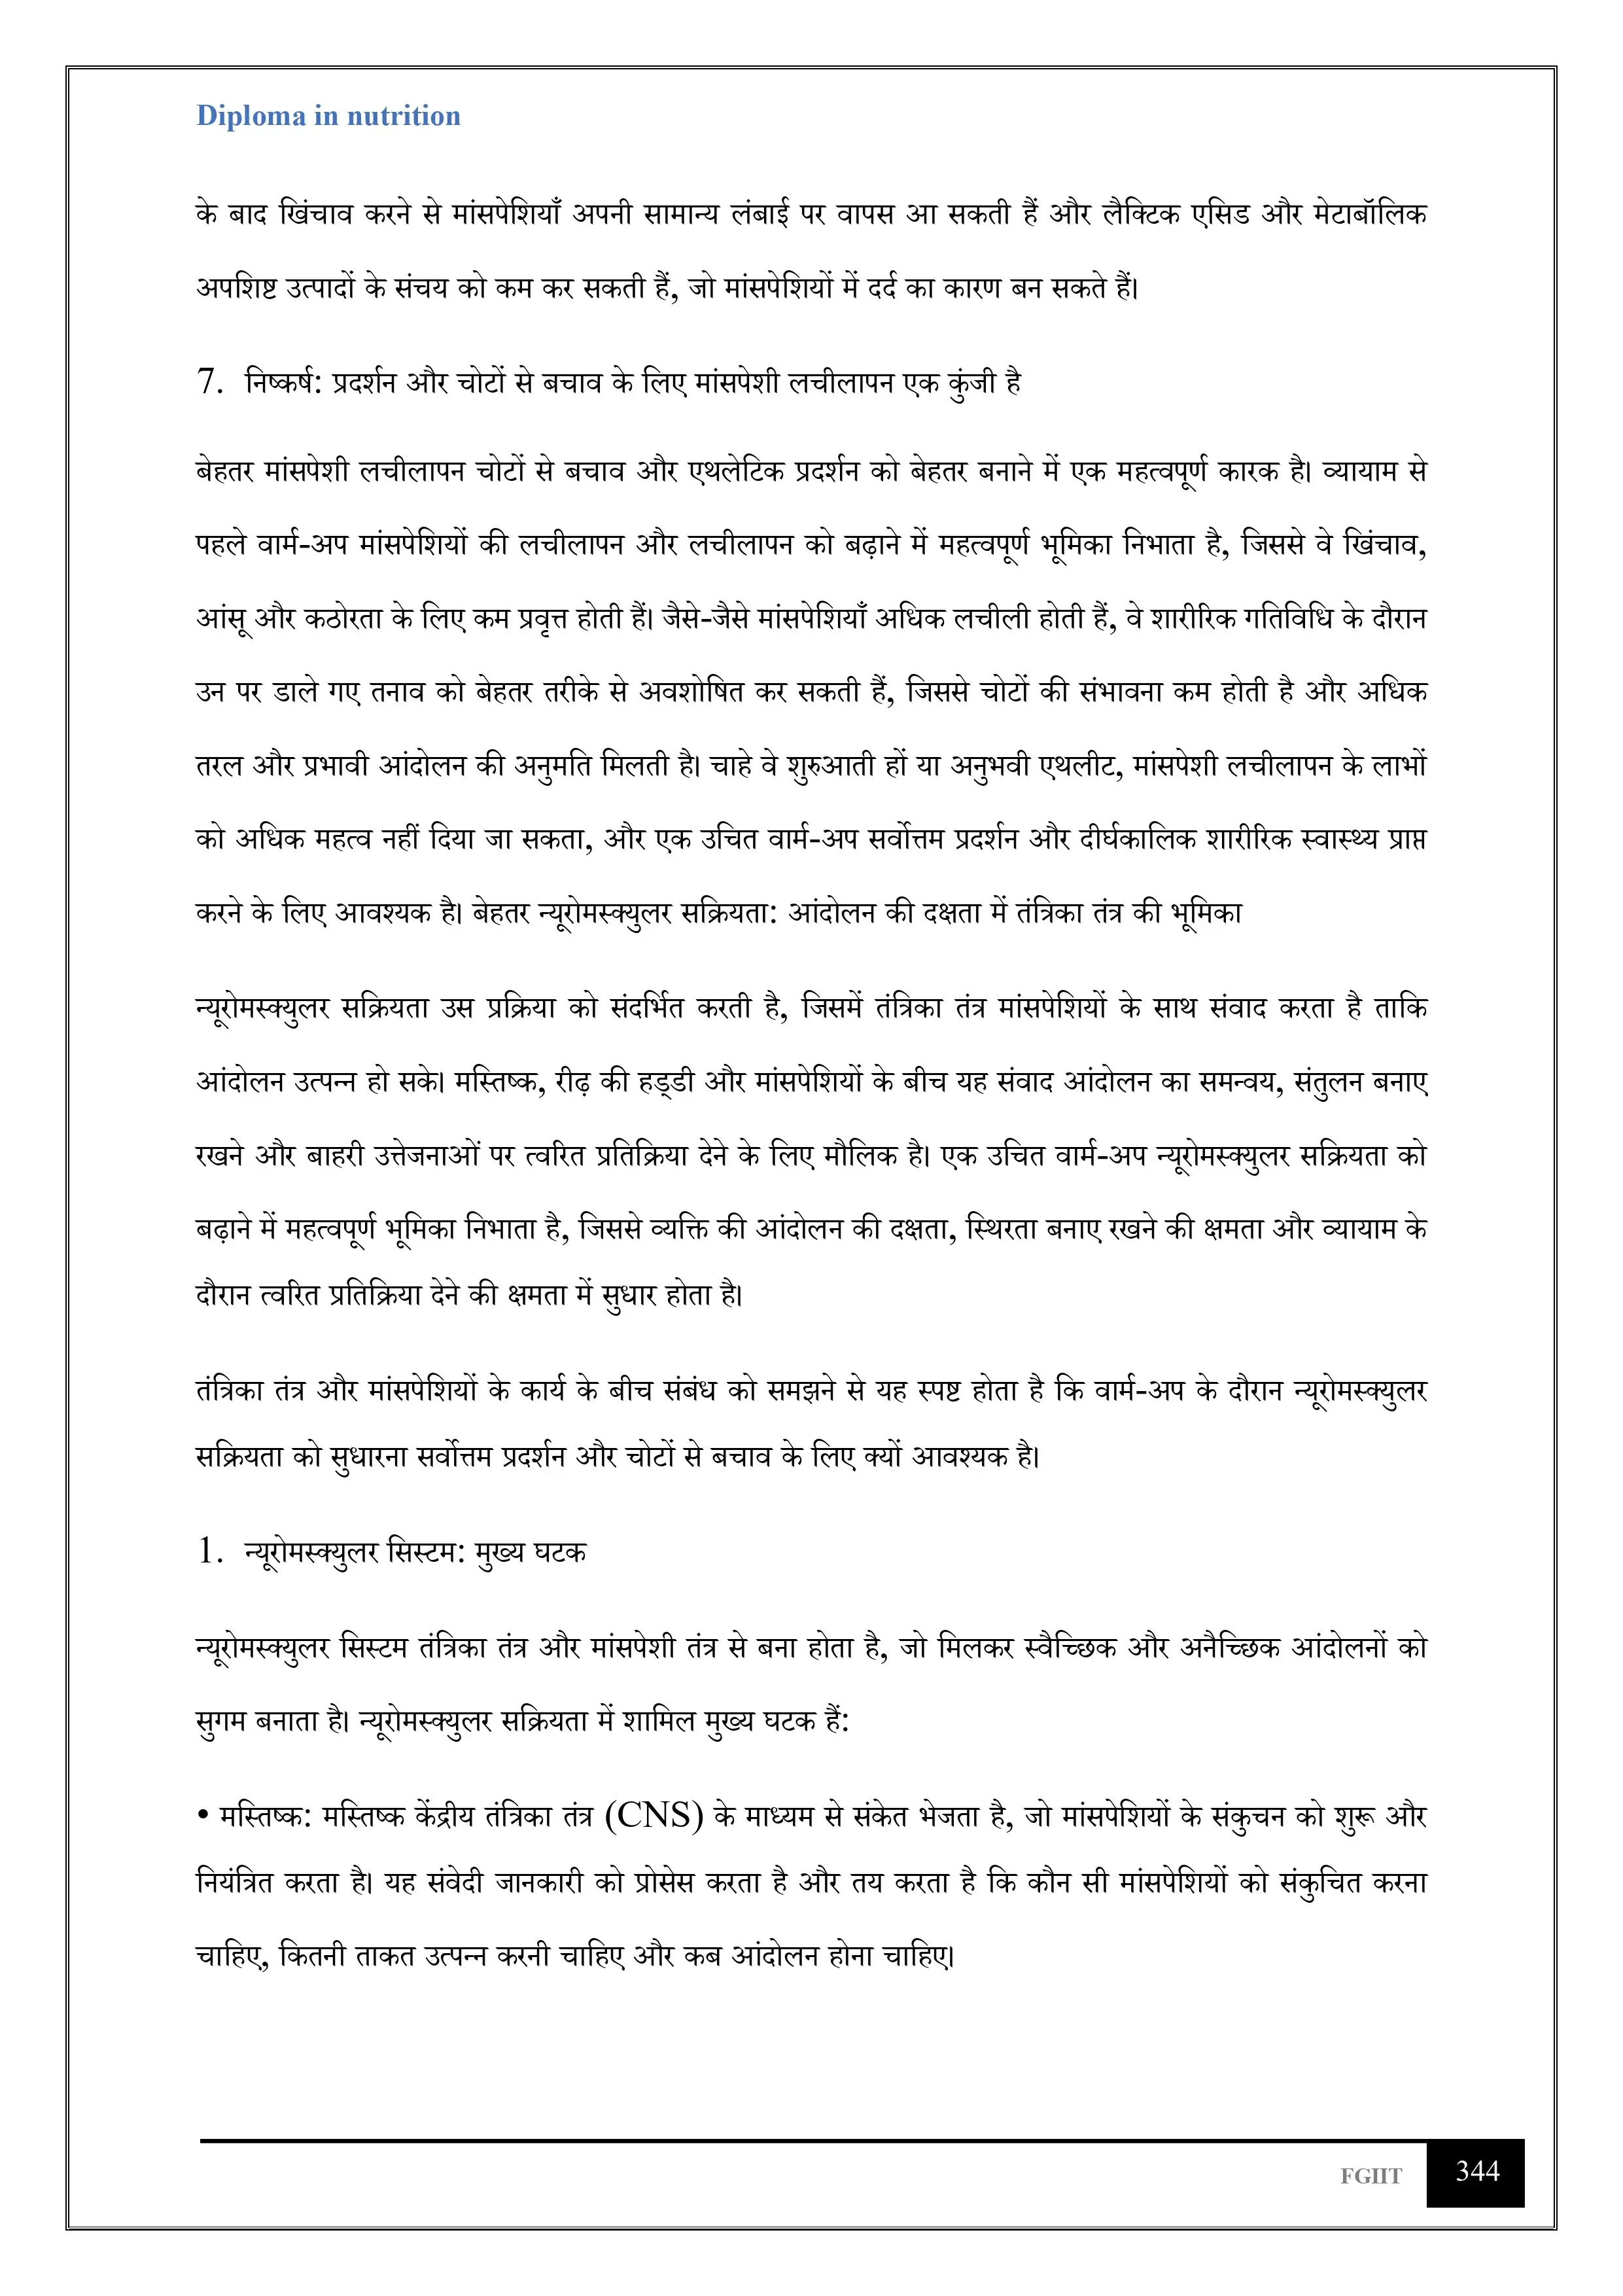 Diploma in nutrition
के बाद खिंचाव करने से मांसपेशियाँ अपनी सामान्य लंबाई पर वापस आ सकती हैं और लैक्टिक एसिड और मेटाबॉलिक
अपशिष्ट उत्पादों के संचय को कम कर सकती हैं, जो मांसपेशियों में दर्द का कारण बन सकते हैं।
7. निष्कर्ष: प्रदर्शन और चोटों से बचाव के लिए मांसपेशी लचीलापन एक कुंजी है
बेहतर मांसपेशी लचीलापन चोटों से बचाव और एथलेटिक प्रदर्शन को बेहतर बनाने में एक महत्वपूर्ण कारक है। व्यायाम से
पहले वार्म-अप मांसपेशियों की लचीलापन और लचीलापन को बढ़ाने में महत्वपूर्ण भूमिका निभाता है, जिससे वे खिंचाव,
आंसू और कठोरता के लिए कम प्रवृत्त होती हैं। जैसे-जैसे मांसपेशियाँ अधिक लचीली होती हैं, वे शारीरिक गतिविधि के दौरान
उन पर डाले गए तनाव को बेहतर तरीके से अवशोषित कर सकती हैं, जिससे चोटों की संभावना कम होती है और अधिक
तरल और प्रभावी आंदोलन की अनुमति मिलती है। चाहे वे शुरुआती हों या अनुभवी एथलीट, मांसपेशी लचीलापन के लाभों
को अधिक महत्व नहीं दिया जा सकता, और एक उचित वार्म-अप सर्वोत्तम प्रदर्शन और दीर्घकालिक शारीरिक स्वास्थ्य प्राप्त
करने के लिए आवश्यक है। बेहतर न्यूरोमस्क्युलर सक्रियता: आंदोलन की दक्षता में तंत्रिका तंत्र की भूमिका
न्यूरोमस्क्युलर सक्रियता उस प्रक्रिया को संदर्भित करती है, जिसमें तंत्रिका तंत्र मांसपेशियों के साथ संवाद करता है ताकि
आंदोलन उत्पन्न हो सके। मस्तिष्क, रीढ़ की हड्डी और मांसपेशियों के बीच यह संवाद आंदोलन का समन्वय, संतुलन बनाए
रखने और बाहरी उत्तेजनाओं पर त्वरित प्रतिक्रिया देने के लिए मौलिक है। एक उचित वार्म-अप न्यूरोमस्क्युलर सक्रियता को
बढ़ाने में महत्वपूर्ण भूमिका निभाता है, जिससे व्यक्ति की आंदोलन की दक्षता, स्थिरता बनाए रखने की क्षमता और व्यायाम के
दौरान त्वरित प्रतिक्रिया देने की क्षमता में सुधार होता है।
तंत्रिका तंत्र और मांसपेशियों के कार्य के बीच संबंध को समझने से यह स्पष्ट होता है कि वार्म-अप के दौरान न्यूरोमस्क्युलर
सक्रियता को सुधारना सर्वोत्तम प्रदर्शन और चोटों से बचाव के लिए क्यों आवश्यक है।
1. न्यूरोमस्क्युलर सिस्टम: मुख्य घटक
न्यूरोमस्क्युलर सिस्टम तंत्रिका तंत्र और मांसपेशी तंत्र से बना होता है, जो मिलकर स्वैच्छिक और अनैच्छिक आंदोलनों को
सुगम बनाता है। न्यूरोमस्क्युलर सक्रियता में शामिल मुख्य घटक हैं:
• मस्तिष्क: मस्तिष्क केंद्रीय तंत्रिका तंत्र (CNS) के माध्यम से संकेत भेजता है, जो मांसपेशियों के संकुचन को शुरू और
नियंत्रित करता है। यह संवेदी जानकारी को प्रोसेस करता है और तय करता है कि कौन सी मांसपेशियों को संकुचित करना
चाहिए, कितनी ताकत उत्पन्न करनी चाहिए और कब आंदोलन होना चाहिए।
FGIIT 344